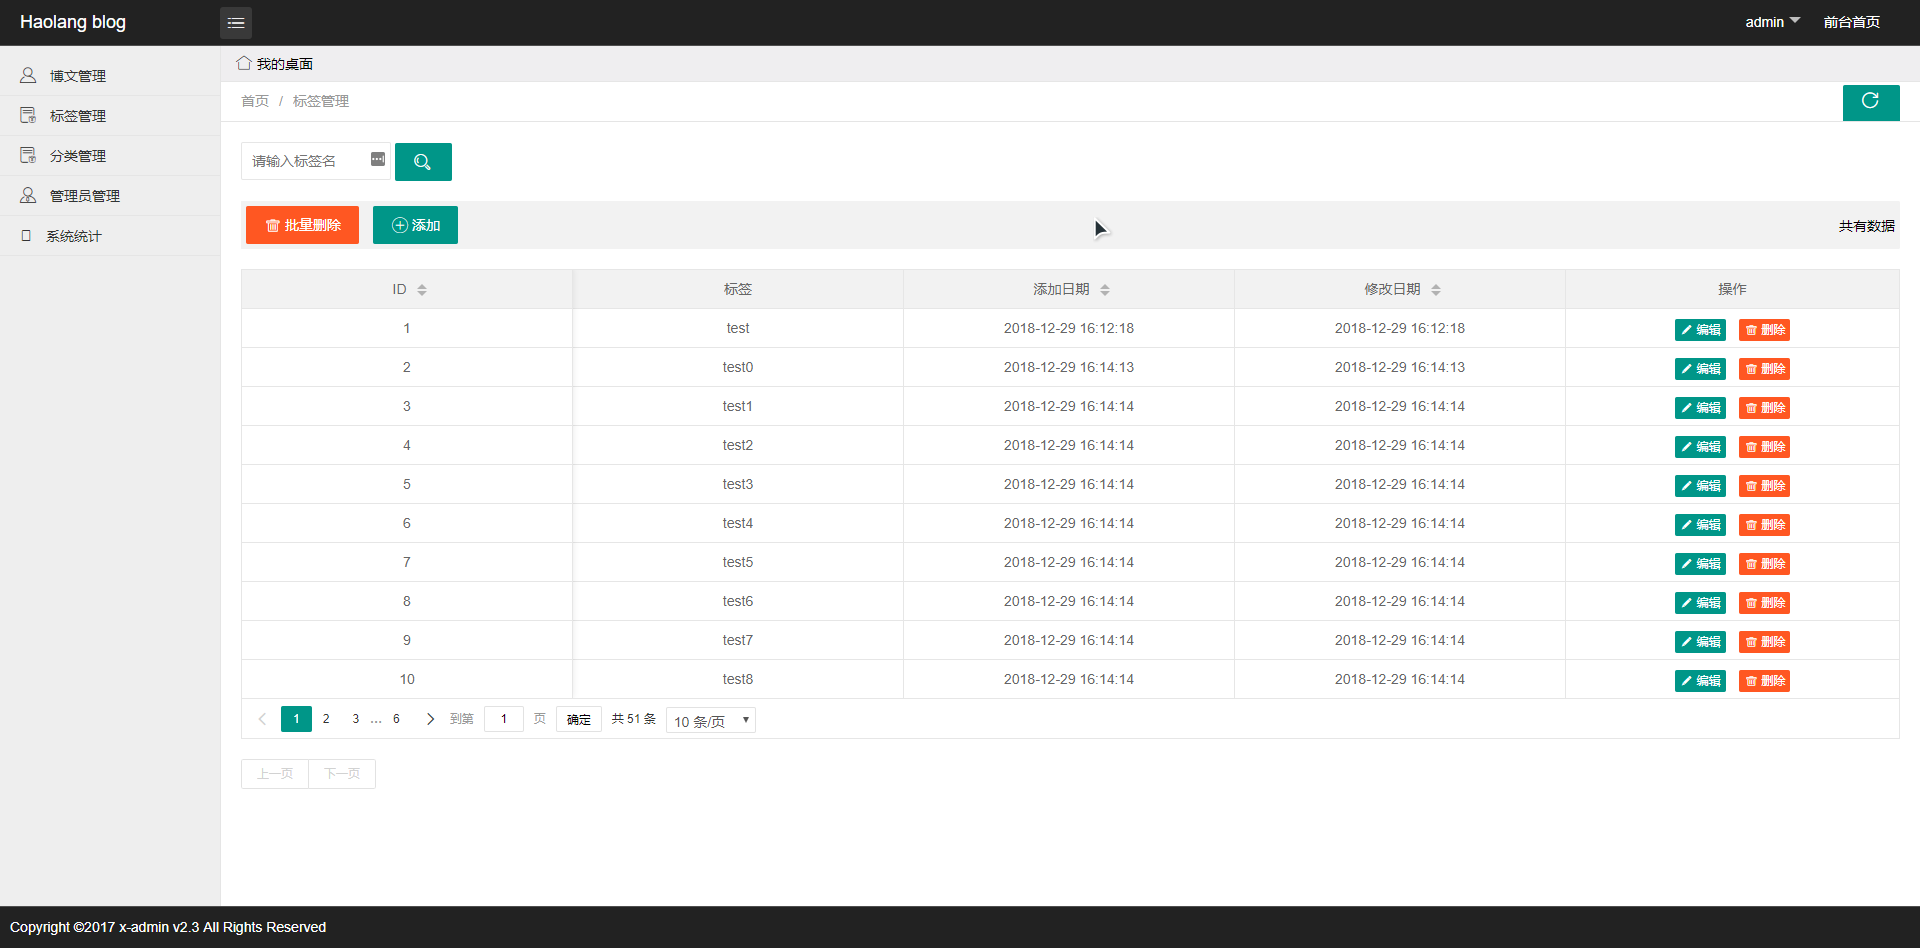 Haolang blog
admin 前台首页
博文管理
标签管理
分类管理
管理员管理
系统统计
我的桌面
首页 / 标签管理
请输入标签名
批量删除 添加 共有数据
ID 标签 添加日期 修改日期 操作
1 test 2018-12-29 16:12:18 2018-12-29 16:12:18 编辑 删除
2 test0 2018-12-29 16:14:13 2018-12-29 16:14:13 编辑 删除
3 test1 2018-12-29 16:14:14 2018-12-29 16:14:14 编辑 删除
4 test2 2018-12-29 16:14:14 2018-12-29 16:14:14 编辑 删除
5 test3 2018-12-29 16:14:14 2018-12-29 16:14:14 编辑 删除
6 test4 2018-12-29 16:14:14 2018-12-29 16:14:14 编辑 删除
7 test5 2018-12-29 16:14:14 2018-12-29 16:14:14 编辑 删除
8 test6 2018-12-29 16:14:14 2018-12-29 16:14:14 编辑 删除
9 test7 2018-12-29 16:14:14 2018-12-29 16:14:14 编辑 删除
10 test8 2018-12-29 16:14:14 2018-12-29 16:14:14 编辑 删除
1 2 3 … 6 到第 1 页 确定 共 51 条 10 条/页
上一页 下一页
Copyright ©2017 x-admin v2.3 All Rights Reserved